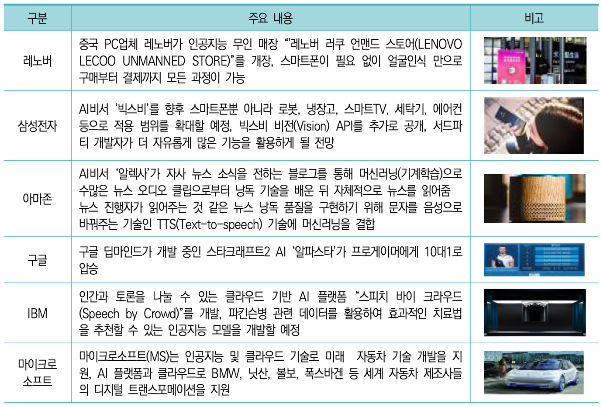 구분 주요 내용 비고
레노버
중국 PC업체 레노버가 인공지능 무인 매장 “'레노버 러쿠 언맨드 스토어(LENOVO
LECOO UNMANNED STORE)”를 개장, 스마트폰이 필요 없이 얼굴인식 만으로
구매부터 결제까지 모든 과정이 가능
삼성전자
AI비서 '빅스비'를 향후 스마트폰뿐 아니라 로봇, 냉장고, 스마트TV, 세탁기, 에어컨
등으로 적용 범위를 확대할 예정, 빅스비 비전(Vision) API를 추가로 공개, 서드파
티 개발자가 더 자유롭게 많은 기능을 활용하게 될 전망
아마존
AI비서 '알렉사'가 자사 뉴스 소식을 전하는 블로그를 통해 머신러닝(기계학습)으로
수많은 뉴스 오디오 클립으로부터 낭독 기술을 배운 뒤 자체적으로 뉴스를 읽어줌
뉴스 진행자가 읽어주는 것 같은 뉴스 낭독 품질을 구현하기 위해 문자를 음성으로
바꿔주는 기술인 TTS(Text-to-speech) 기술에 머신러닝을 결합
구글
구글 딥마인드가 개발 중인 스타크래프트2 AI '알파스타'가 프로게이머에게 10대1로
압승
IBM
인간과 토론을 나눌 수 있는 클라우드 기반 AI 플랫폼 “스피치 바이 크라우드
(Speech by Crowd)”를 개발, 파킨슨병 관련 데이터를 활용하여 효과적인 치료법
을 추천할 수 있는 인공지능 모델을 개발할 예정
마이크로
소프트
마이크로소프트(MS)는 인공지능 및 클라우드 기술로 미래 자동차 기술 개발을 지
원, AI 플랫폼과 클라우드로 BMW, 닛산, 볼보, 폭스바겐 등 세계 자동차 제조사들
의 디지털 트랜스포메이션을 지원